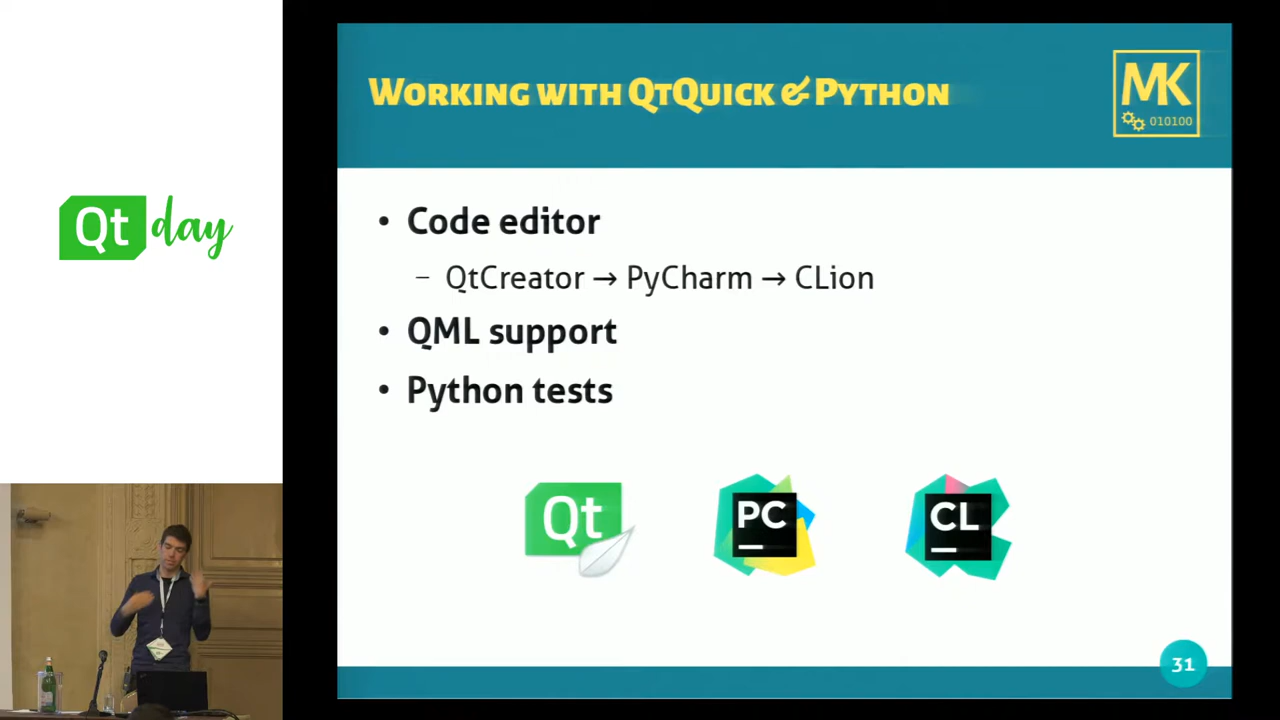 Qt day
WORKING WITH QTQUICK & PYTHON
MK
010100
• Code editor
– QtCreator → PyCharm → CLion
• QML support
• Python tests
Qt
PC
CL
31